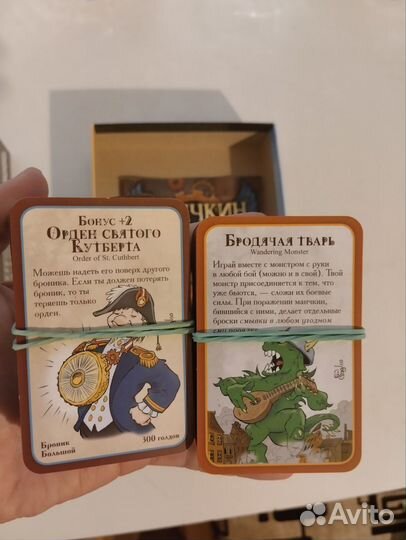 ЧКИН
Бонус +2
Орден святого
Кутберта
Order of St. Cuthbert
Можешь надеть его поверх другого
броника. Если ты должен потерять
броник, то ты
теряешь только
орден.
Броник
Большой
300 голдов
Бродячая тварь
Wandering Monster
Играй вместе с монстром с руки
в любой бой (можно и в свой). Твой
монстр присоединяется к тем, что
уже бьются, — сложи их боевые
силы. При поражении манчкин,
бившийся с ними, делает отдельные
броски смывки в любом угодном
Avito